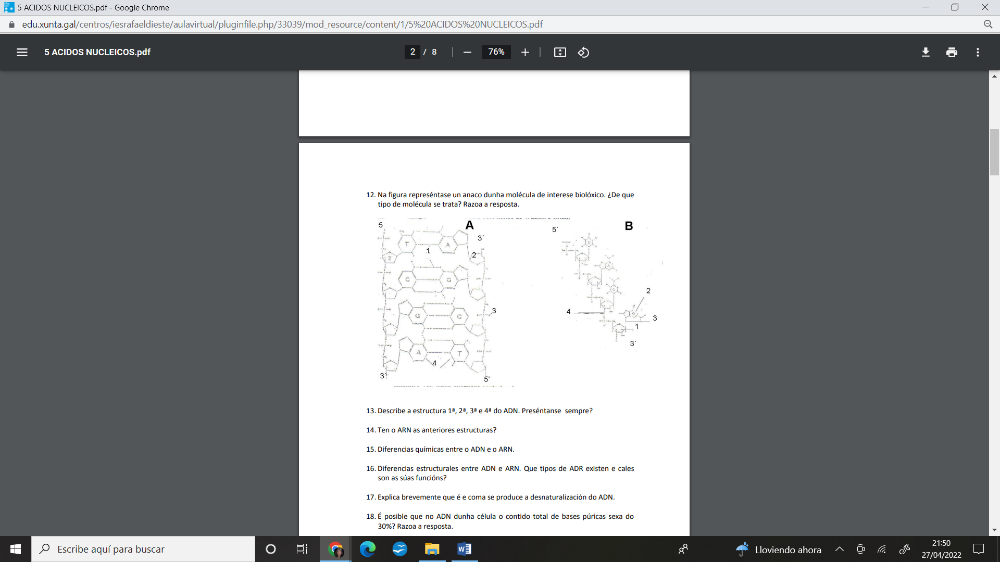 5 ACIDOS NUCLEICOS.pdf - Google Chrome
edu.xunta.gal/centros/iesrafaeldieste/aulavirtual/pluginfile.php/33039/mod_resource/content/1/5%20ACIDOS%20NUCLEICOS.pdf
5 ACIDOS NUCLEICOS.pdf
2 / 8
76%
12. Na figura represéntase un anaco dunha molécula de interese biolóxico. ¿De que
tipo de molécula se trata? Razoa a resposta.
5
A
3´
T
A
1
2
2
C
G
G
C
3
A
T
4
3´
5´
5´
B
U
A
C
2
4
3
1
3´
13. Describe a estructura 1ª, 2ª, 3ª e 4ª do ADN. Preséntanse sempre?
14. Ten o ARN as anteriores estructuras?
15. Diferencias químicas entre o ADN e o ARN.
16. Diferencias estructurales entre ADN e ARN. Que tipos de ADR existen e cales
son as súas funcións?
17. Explica brevemente que é e coma se produce a desnaturalización do ADN.
18. É posible que no ADN dunha célula o contido total de bases púricas sexa do
30%? Razoa a resposta.
Escribe aquí para buscar
Lloviendo ahora
21:50
27/04/2022